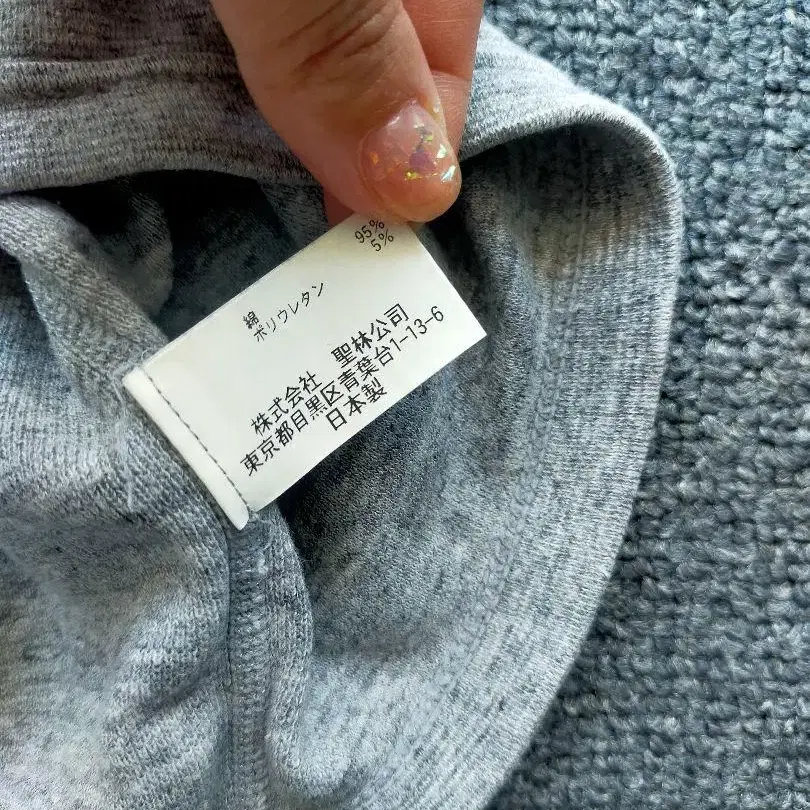 綿 95%
ポリウレタン 5%
株式会社 聖林公司
東京都目黒区青葉台1-13-6
日本製